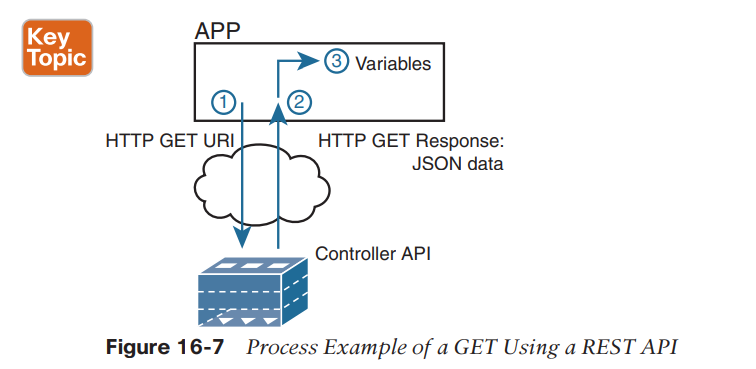 Key
Topic
APP
3 Variables
1 2
HTTP GET URI
HTTP GET Response:
JSON data
Controller API
Figure 16-7 Process Example of a GET Using a REST API